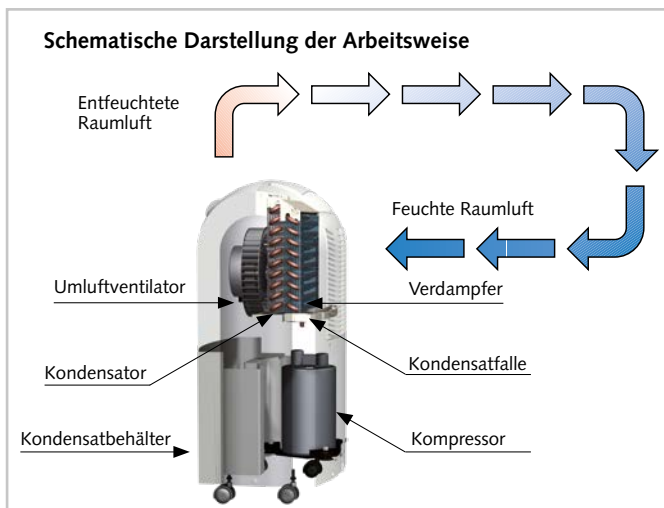 Schematische Darstellung der Arbeitsweise
Entfeuchtete
Raumluft
Feuchte Raumluft
Umluftventilator
Verdampfer
Kondensator
Kondensatfalle
Kondensatbehälter
Kompressor